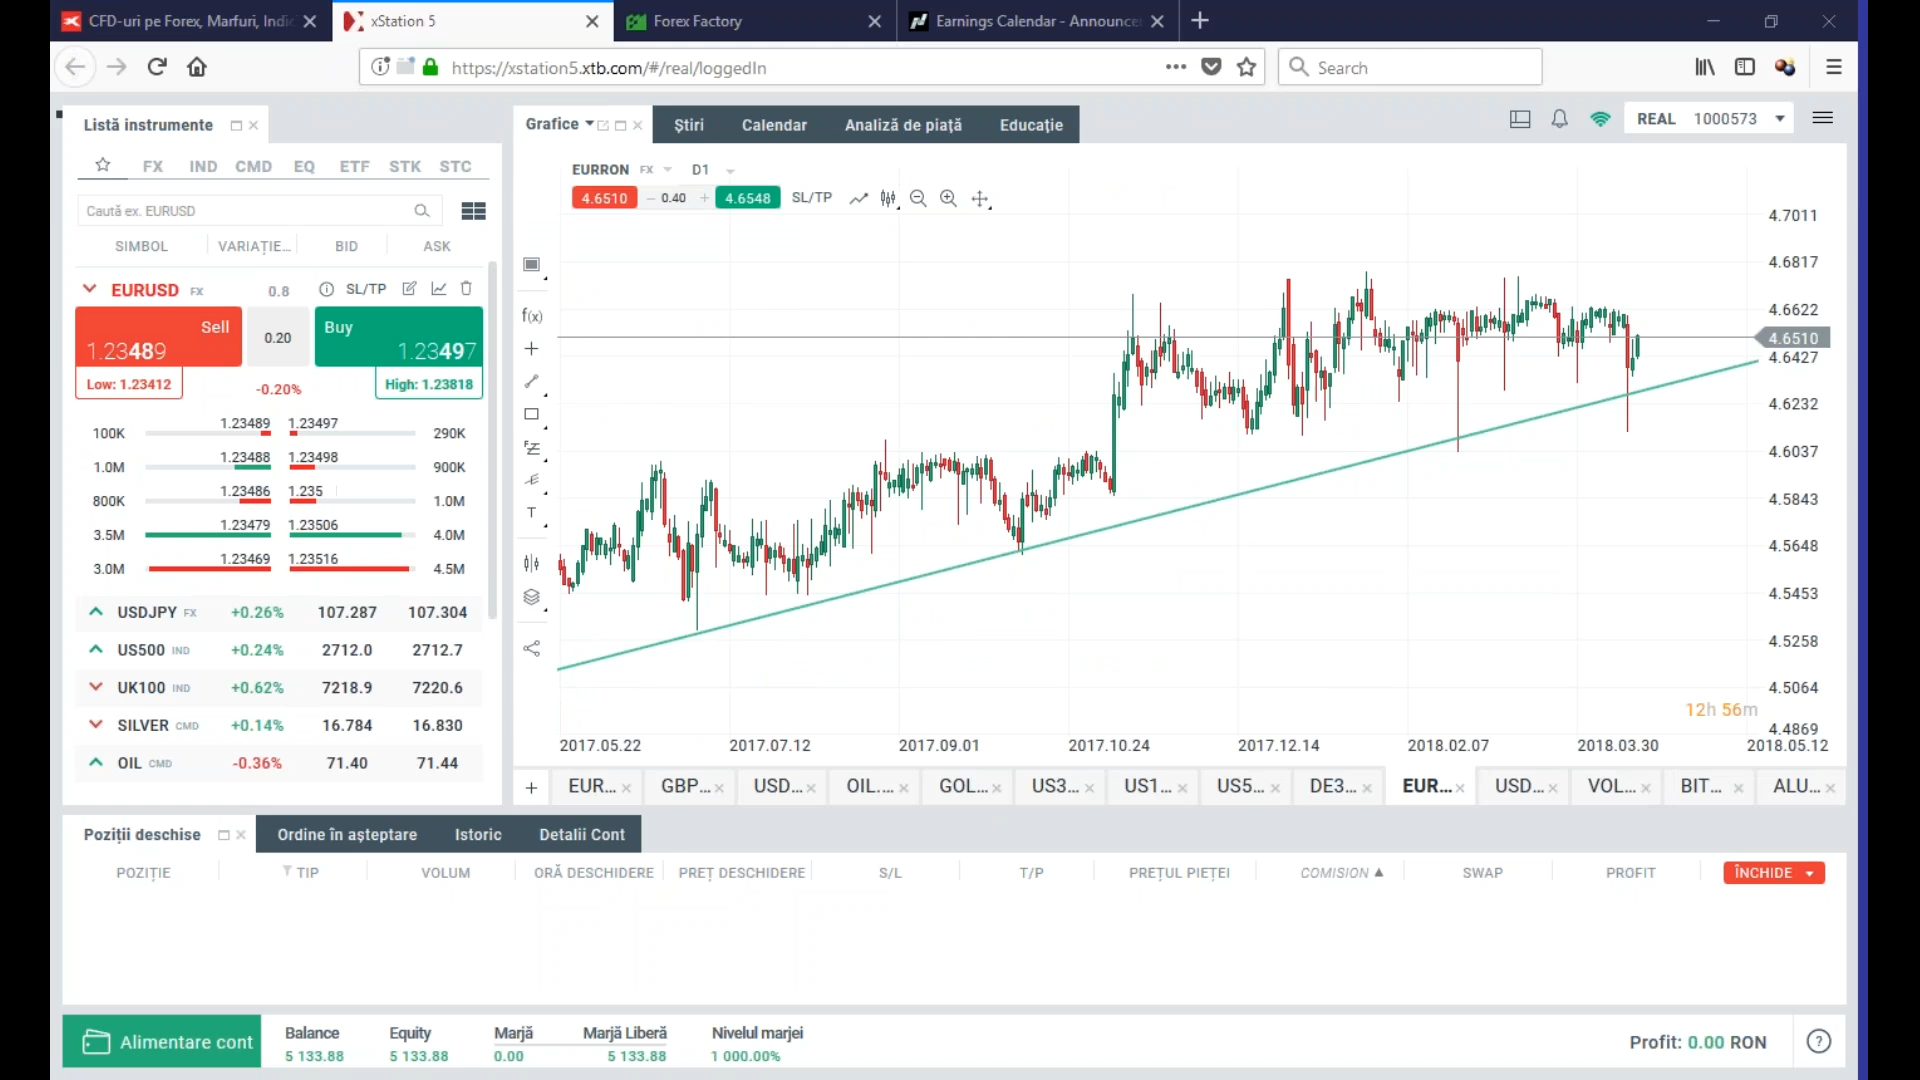 CFD-uri pe Forex, Marfuri, Indic
xStation 5
Forex Factory
Earnings Calendar - Announce
https://xstation5.xtb.com/#/real/loggedIn
Search
Listă instrumente
Grafice
Știri
Calendar
Analiză de piață
Educație
REAL 1000573
FX IND CMD EQ ETF STK STC
Caută ex. EURUSD
SIMBOL VARIAȚIE... BID ASK
EURUSD FX 0.8 SL/TP
Sell 1.23489
0.20
Buy 1.23497
Low: 1.23412
-0.20%
High: 1.23818
100K 1.23489 1.23497 290K
1.0M 1.23488 1.23498 900K
800K 1.23486 1.235 1.0M
3.5M 1.23479 1.23506 4.0M
3.0M 1.23469 1.23516 4.5M
USDJPY FX +0.26% 107.287 107.304
US500 IND +0.24% 2712.0 2712.7
UK100 IND +0.62% 7218.9 7220.6
SILVER CMD +0.14% 16.784 16.830
OIL CMD -0.36% 71.40 71.44
EURRON FX D1
4.6510 − 0.40 + 4.6548 SL/TP
f(x)
T
4.7011
4.6817
4.6622
4.6510
4.6427
4.6232
4.6037
4.5843
4.5648
4.5453
4.5258
4.5064
4.4869
12h 56m
2017.05.22 2017.07.12 2017.09.01 2017.10.24 2017.12.14 2018.02.07 2018.03.30 2018.05.12
EUR... GBP... USD... OIL.... GOL... US3... US1... US5... DE3... EUR... USD... VOL... BIT... ALU...
Poziții deschise
Ordine în așteptare
Istoric
Detalii Cont
POZIȚIE TIP VOLUM ORĂ DESCHIDERE PREȚ DESCHIDERE S/L T/P PREȚUL PIEȚEI COMISION SWAP PROFIT ÎNCHIDE
Alimentare cont
Balance Equity Marjă Marjă Liberă Nivelul marjei
5 133.88 5 133.88 0.00 5 133.88 1 000.00%
Profit: 0.00 RON
?